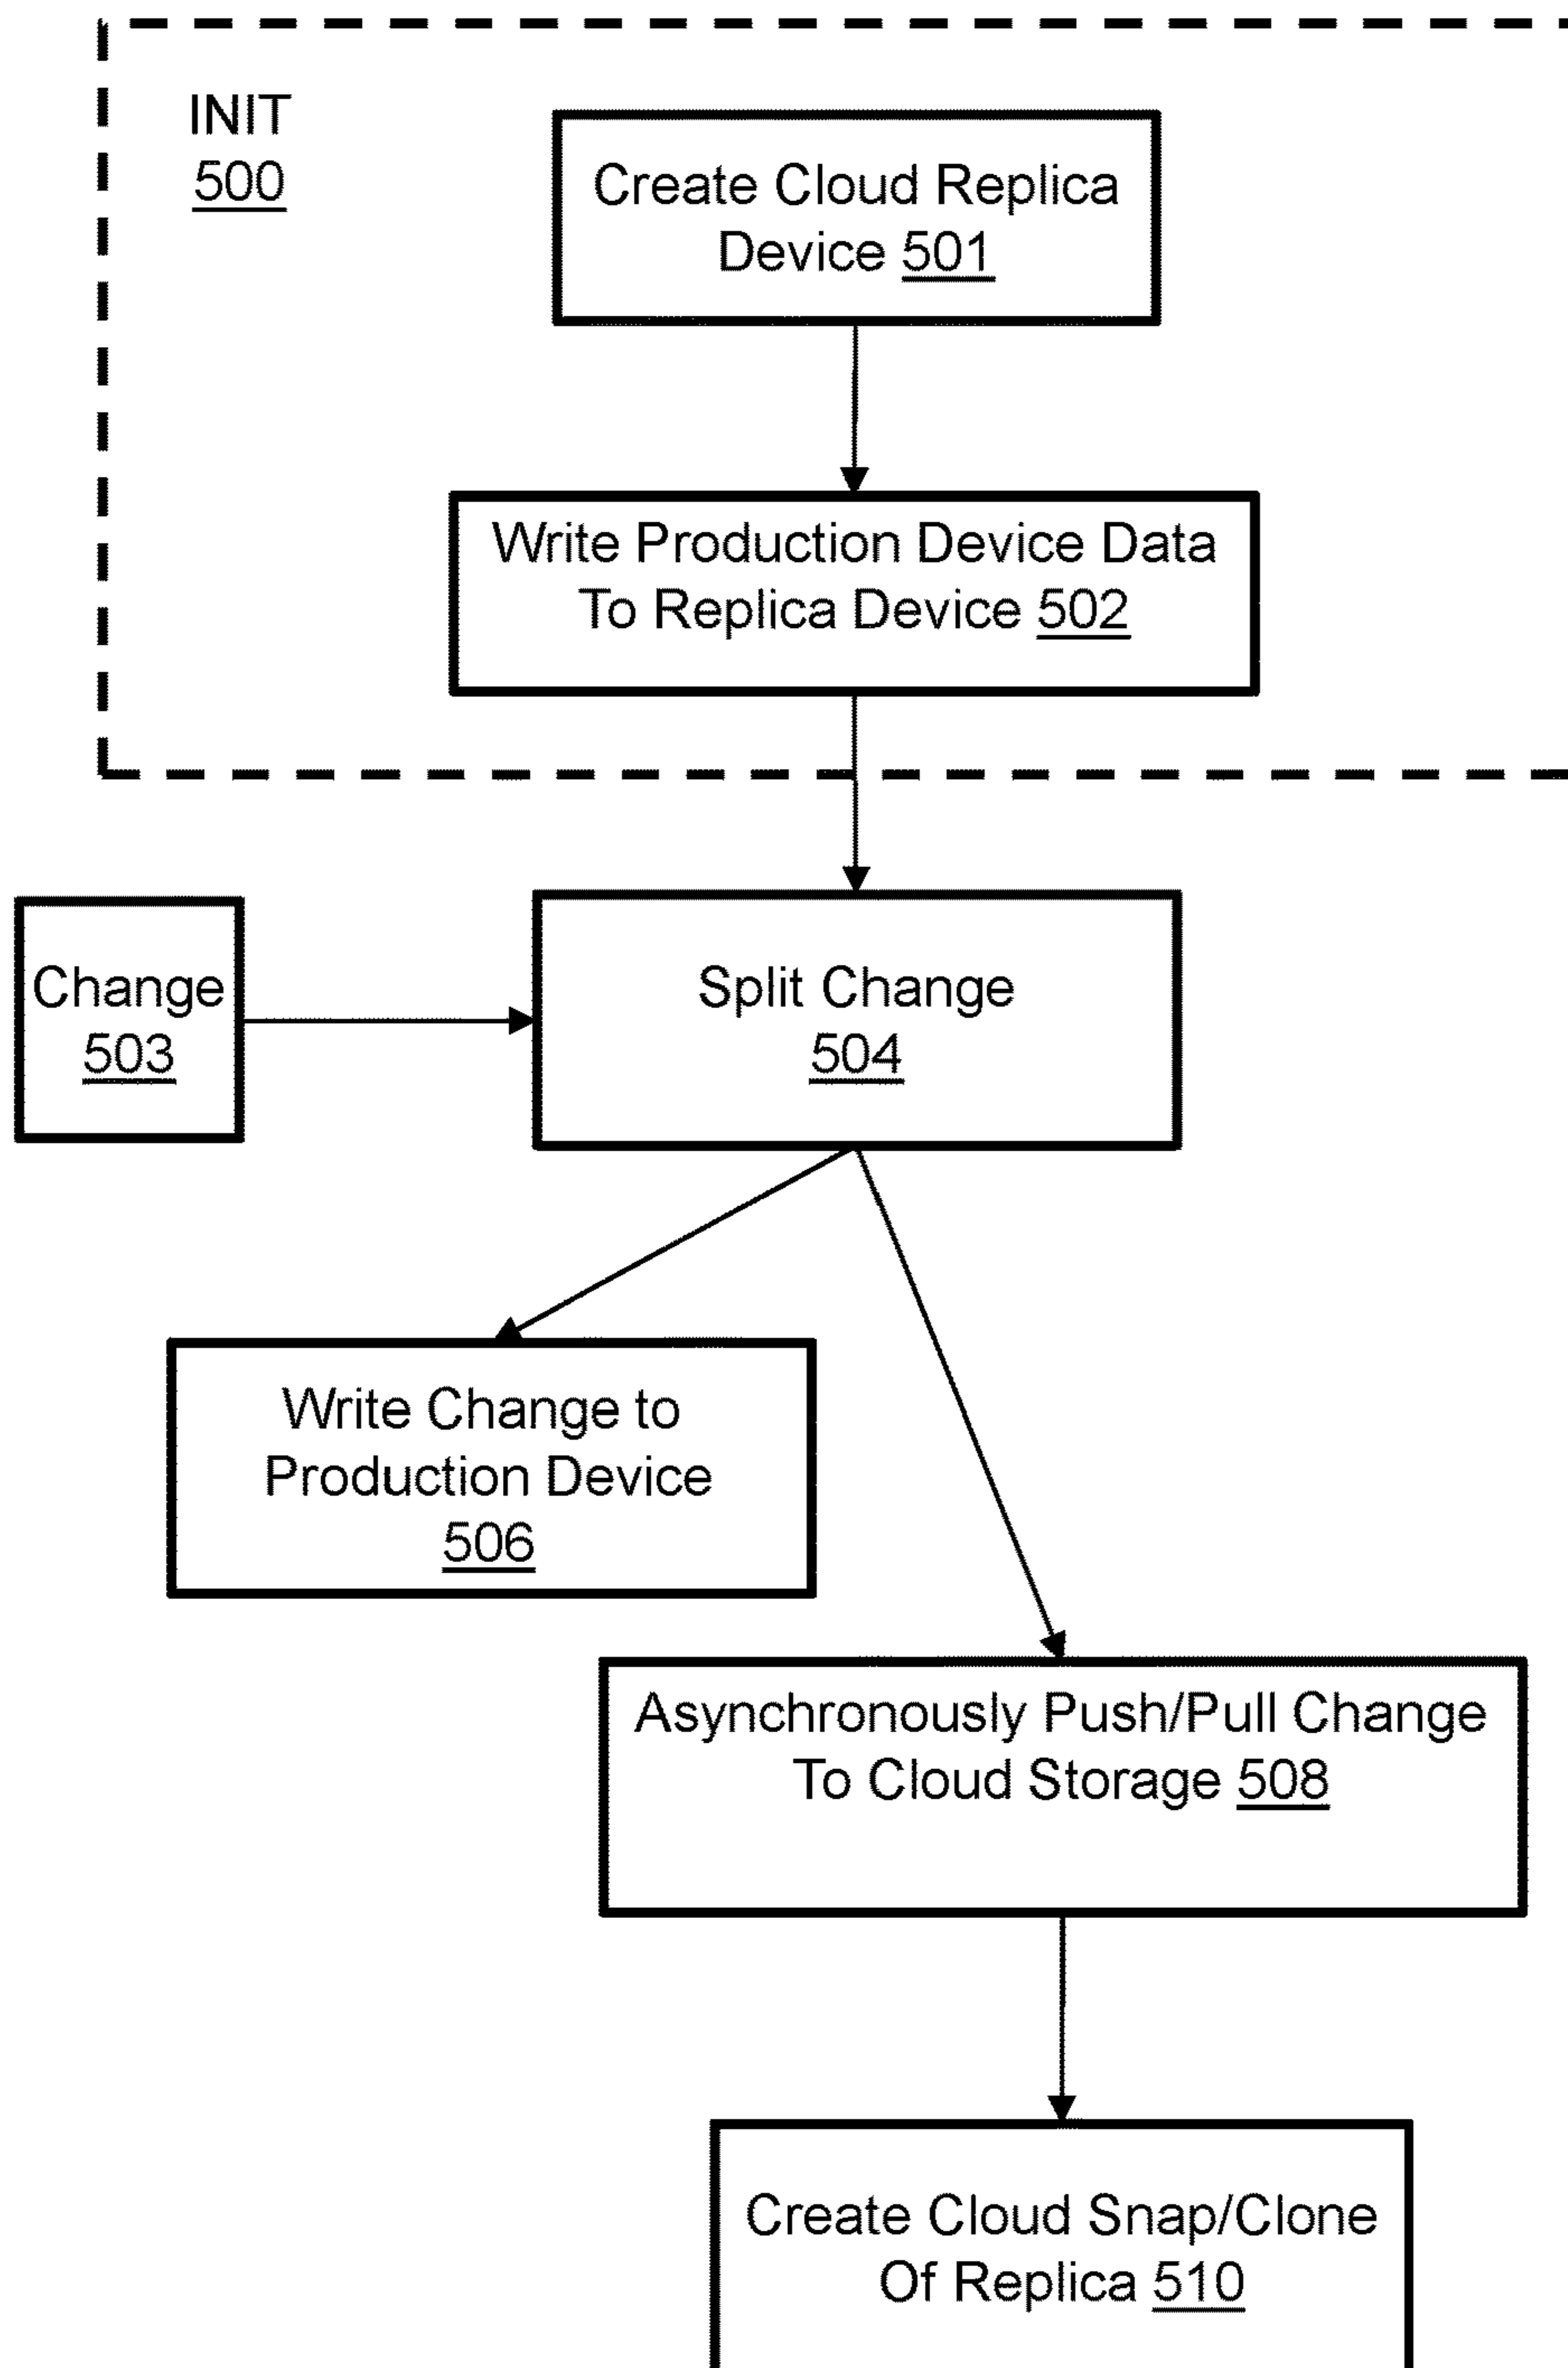 INIT
500
Create Cloud Replica
Device 501
Write Production Device Data
To Replica Device 502
Change
503
Split Change
504
Write Change to
Production Device
506
Asynchronously Push/Pull Change
To Cloud Storage 508
Create Cloud Snap/Clone
Of Replica 510